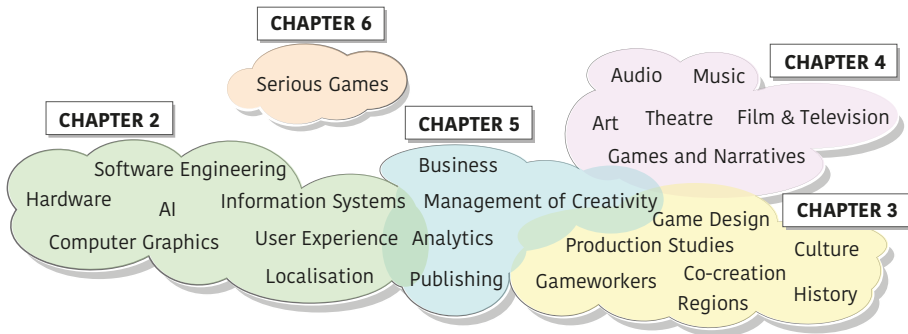 CHAPTER 6
Serious Games
CHAPTER 4
Audio
Music
Art
Theatre
Film & Television
Games and Narratives
CHAPTER 2
Software Engineering
Hardware
AI
Information Systems
Computer Graphics
User Experience
Localisation
CHAPTER 5
Business
Management of Creativity
Analytics
Publishing
CHAPTER 3
Game Design
Production Studies
Culture
Gameworkers
Co-creation
Regions
History